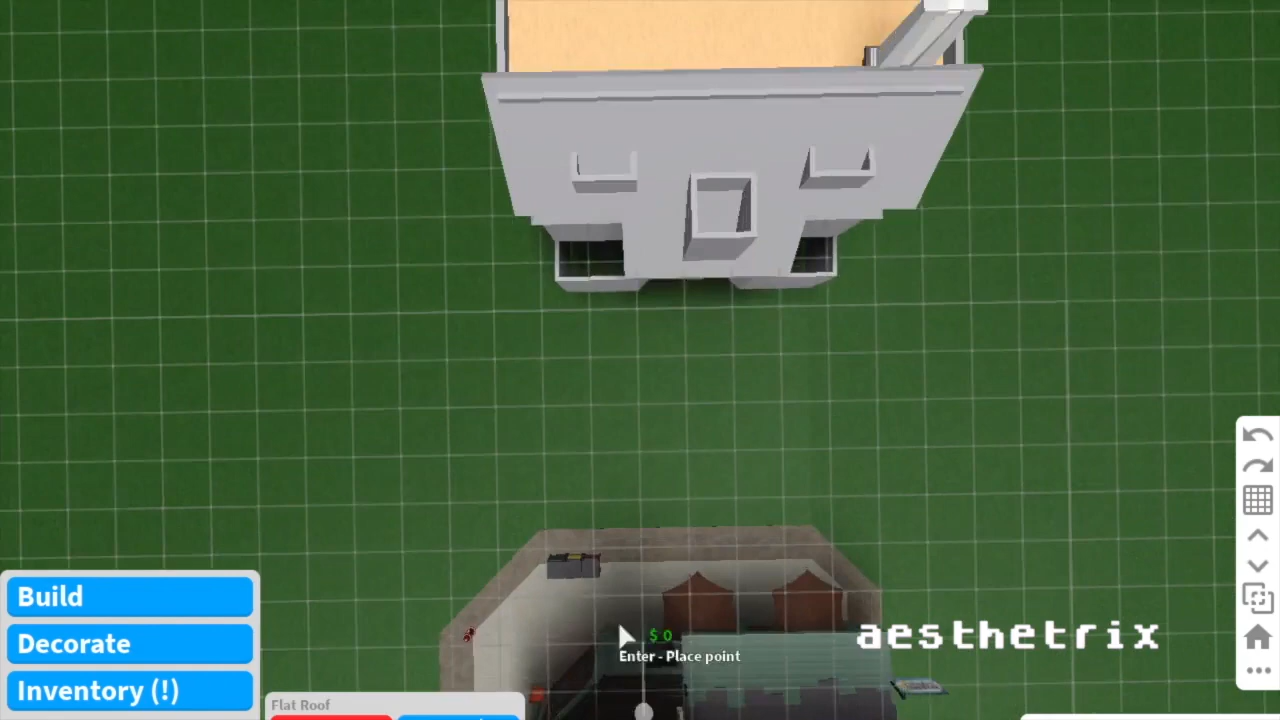 $ 0
Enter - Place point
aesthetrix
Build
Decorate
Inventory (!)
Flat Roof